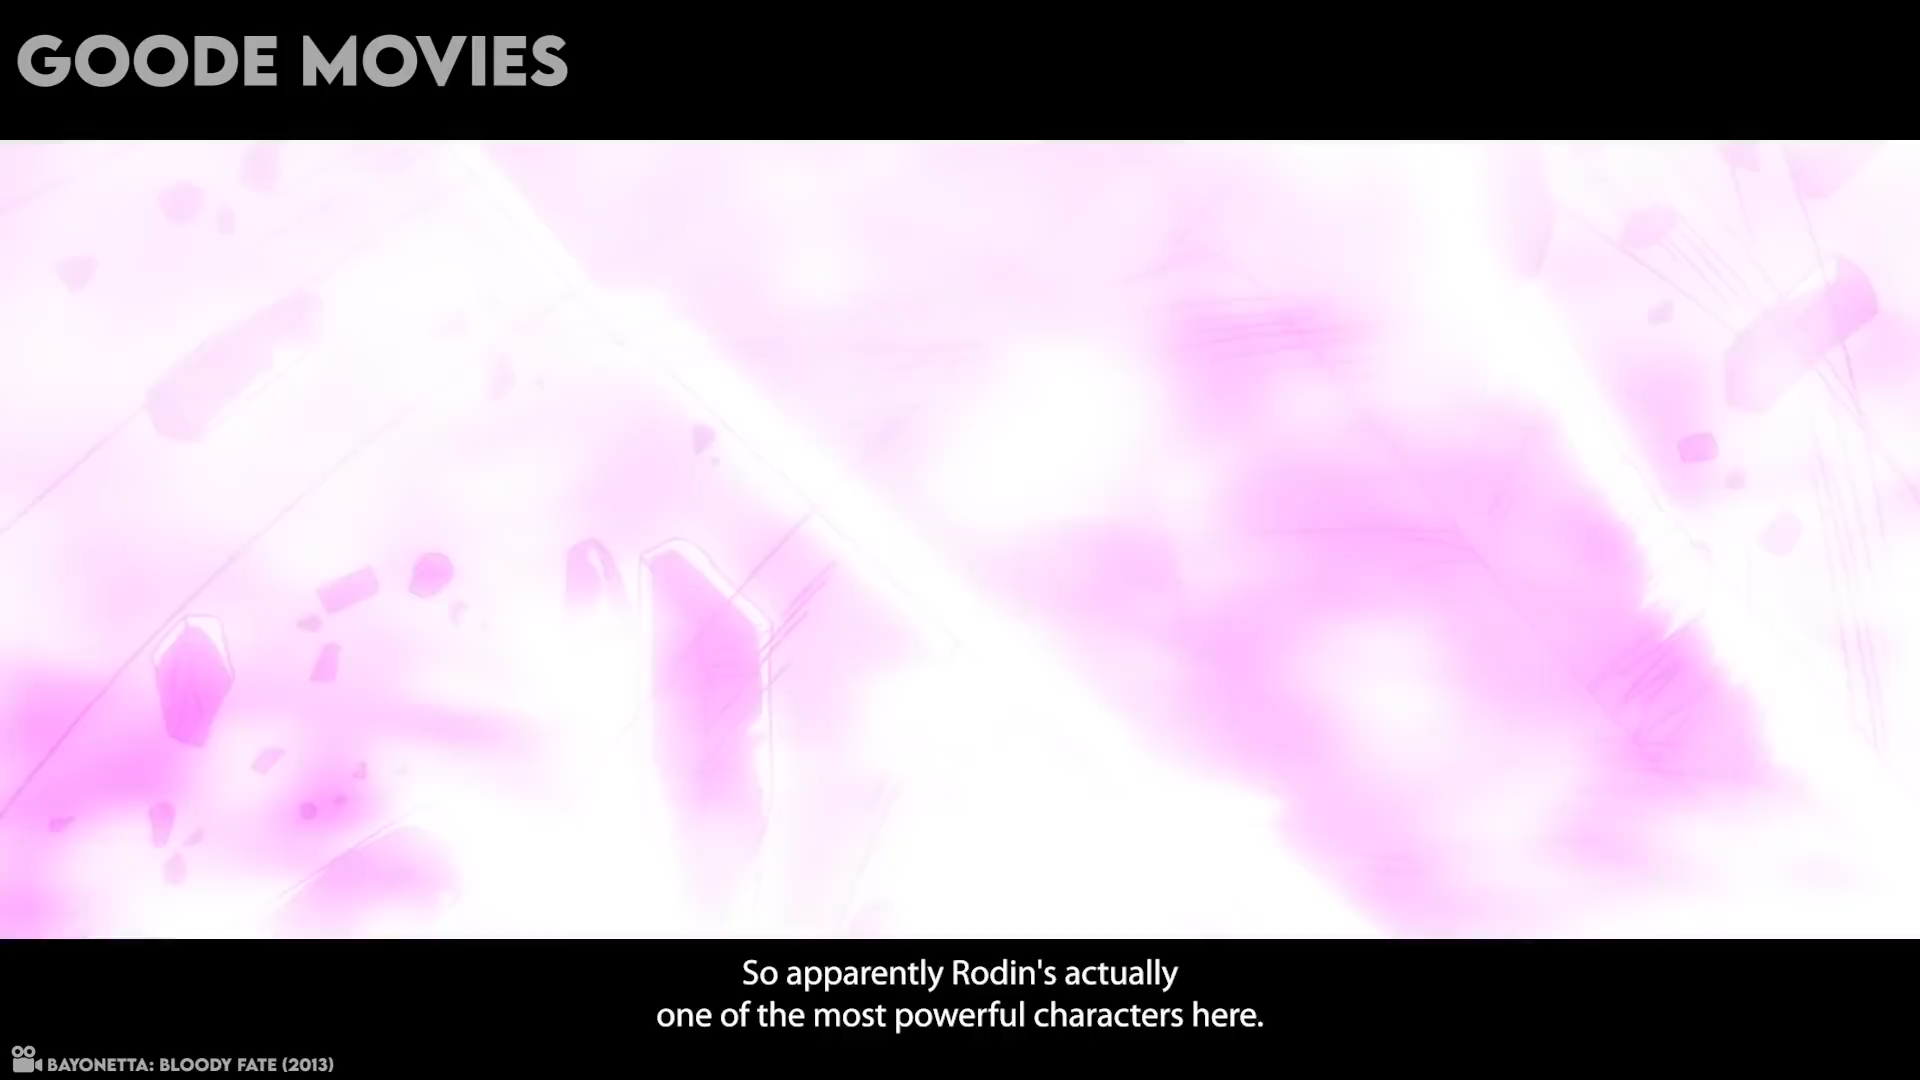 GOODE MOVIES
So apparently Rodin's actually
one of the most powerful characters here.
BAYONETTA: BLOODY FATE (2013)